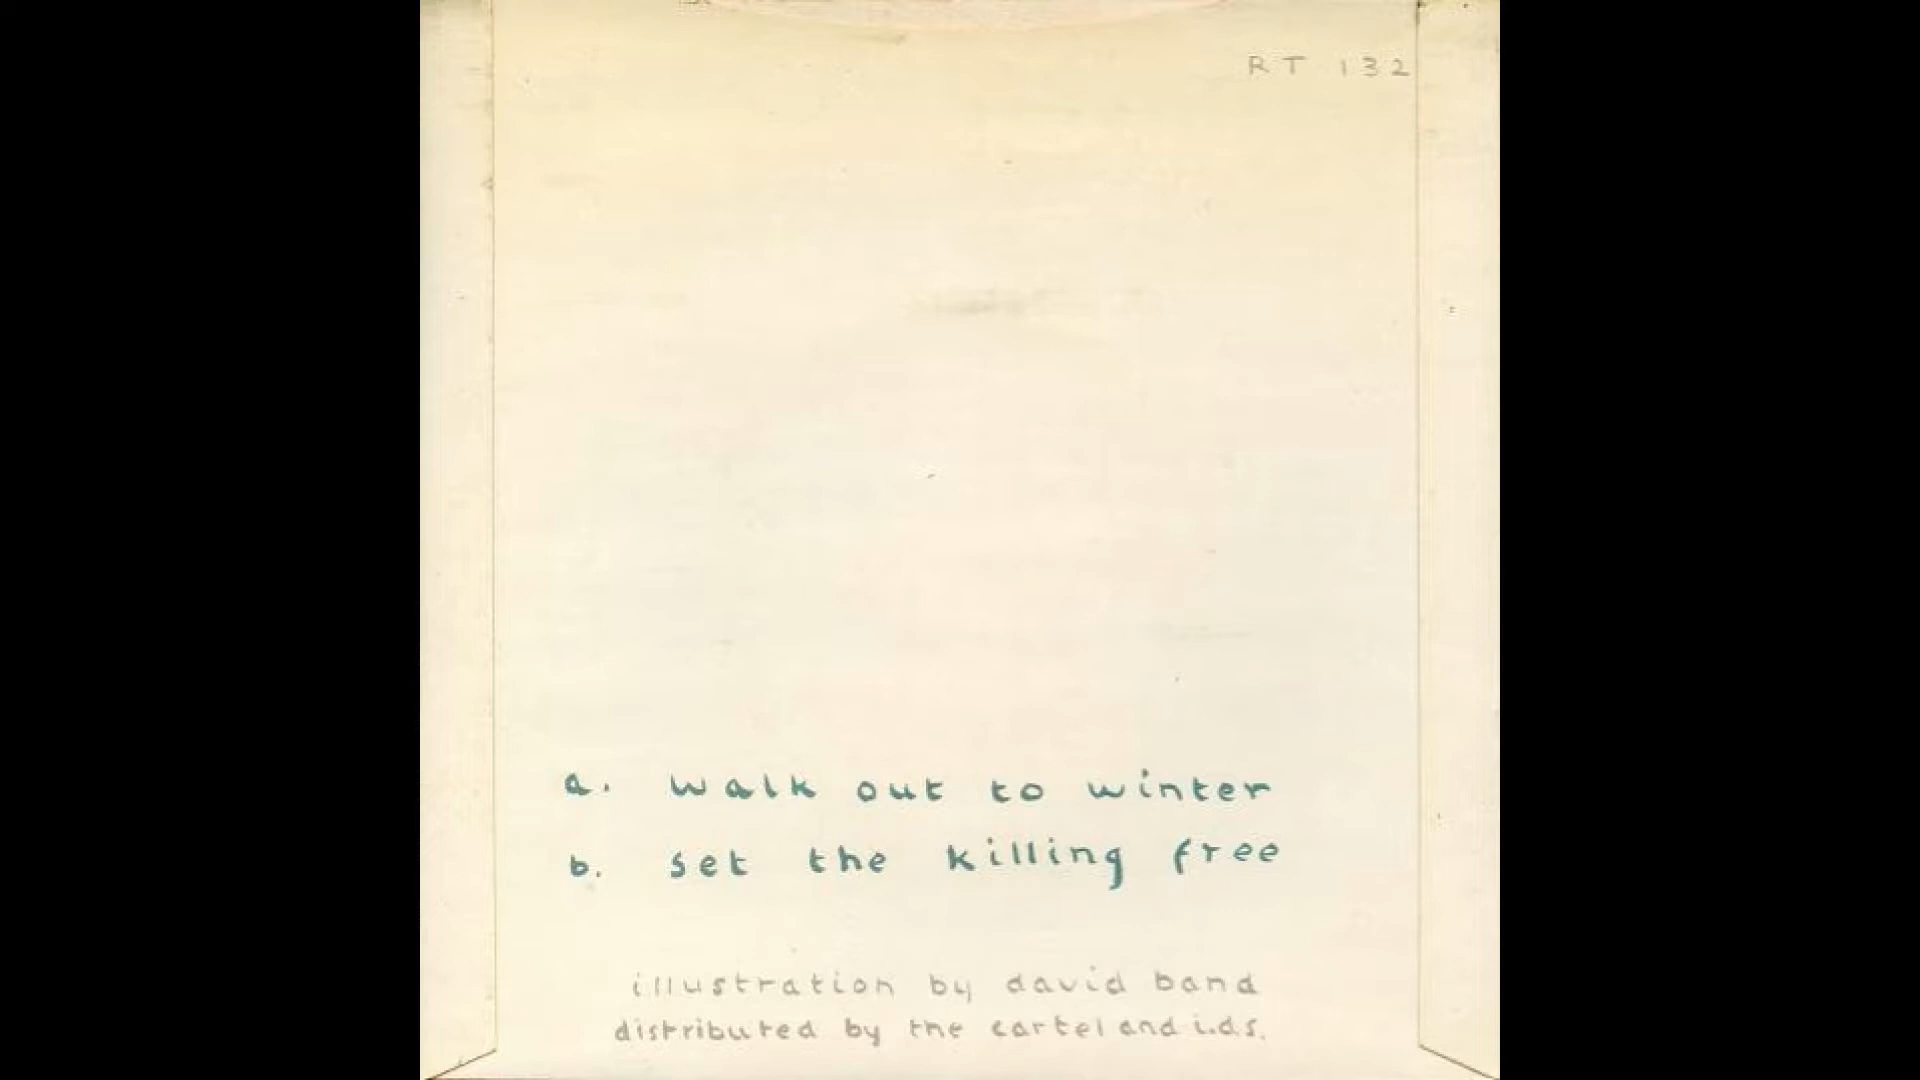 RT 132
a. walk out to winter
b. set the killing free
illustration by david band
distributed by the cartel and i.d.s.